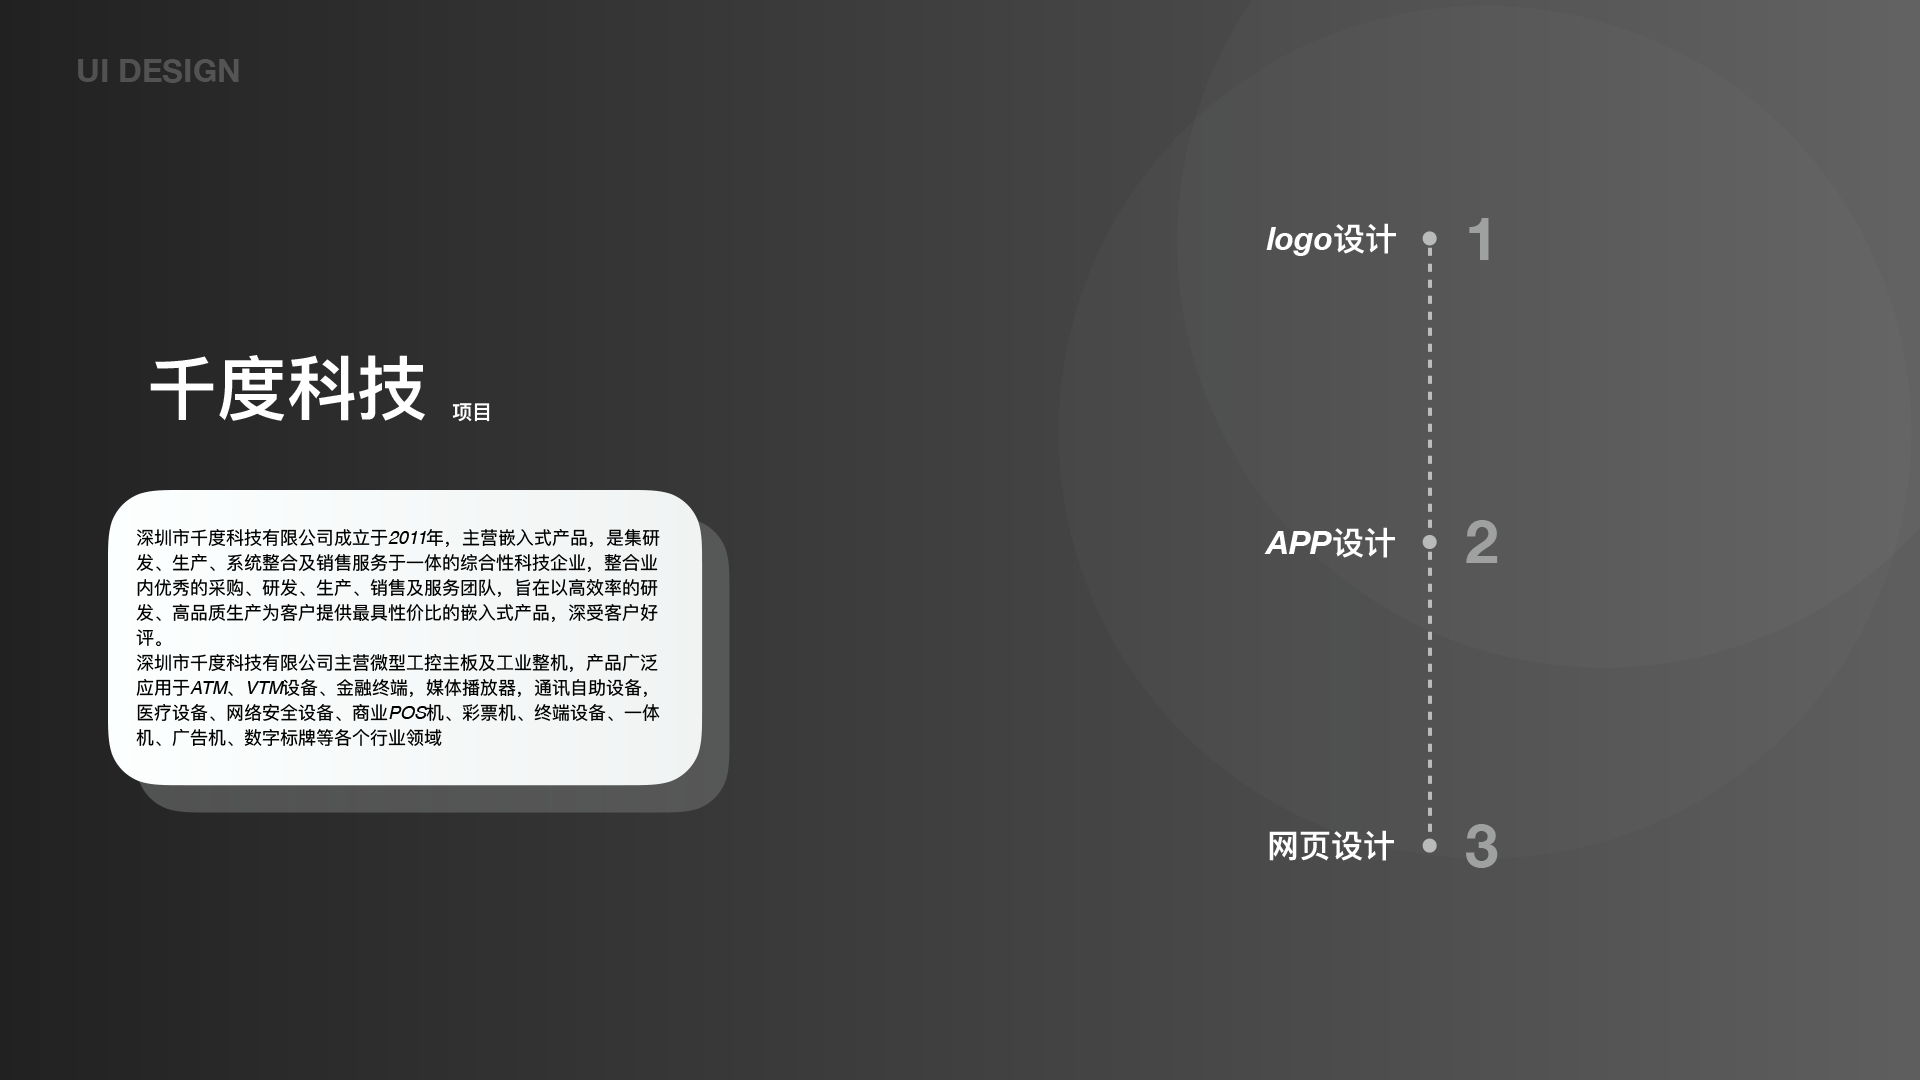 UI DESIGN
千度科技 项目
深圳市千度科技有限公司成立于2011年，主营嵌入式产品，是集研
发、生产、系统整合及销售服务于一体的综合性科技企业，整合业
内优秀的采购、研发、生产、销售及服务团队，旨在以高效率的研
发、高品质生产为客户提供最具性价比的嵌入式产品，深受客户好
评。
深圳市千度科技有限公司主营微型工控主板及工业整机，产品广泛
应用于ATM、VTM设备、金融终端，媒体播放器，通讯自助设备，
医疗设备、网络安全设备、商业POS机、彩票机、终端设备、一体
机、广告机、数字标牌等各个行业领域
logo设计 1
APP设计 2
网页设计 3